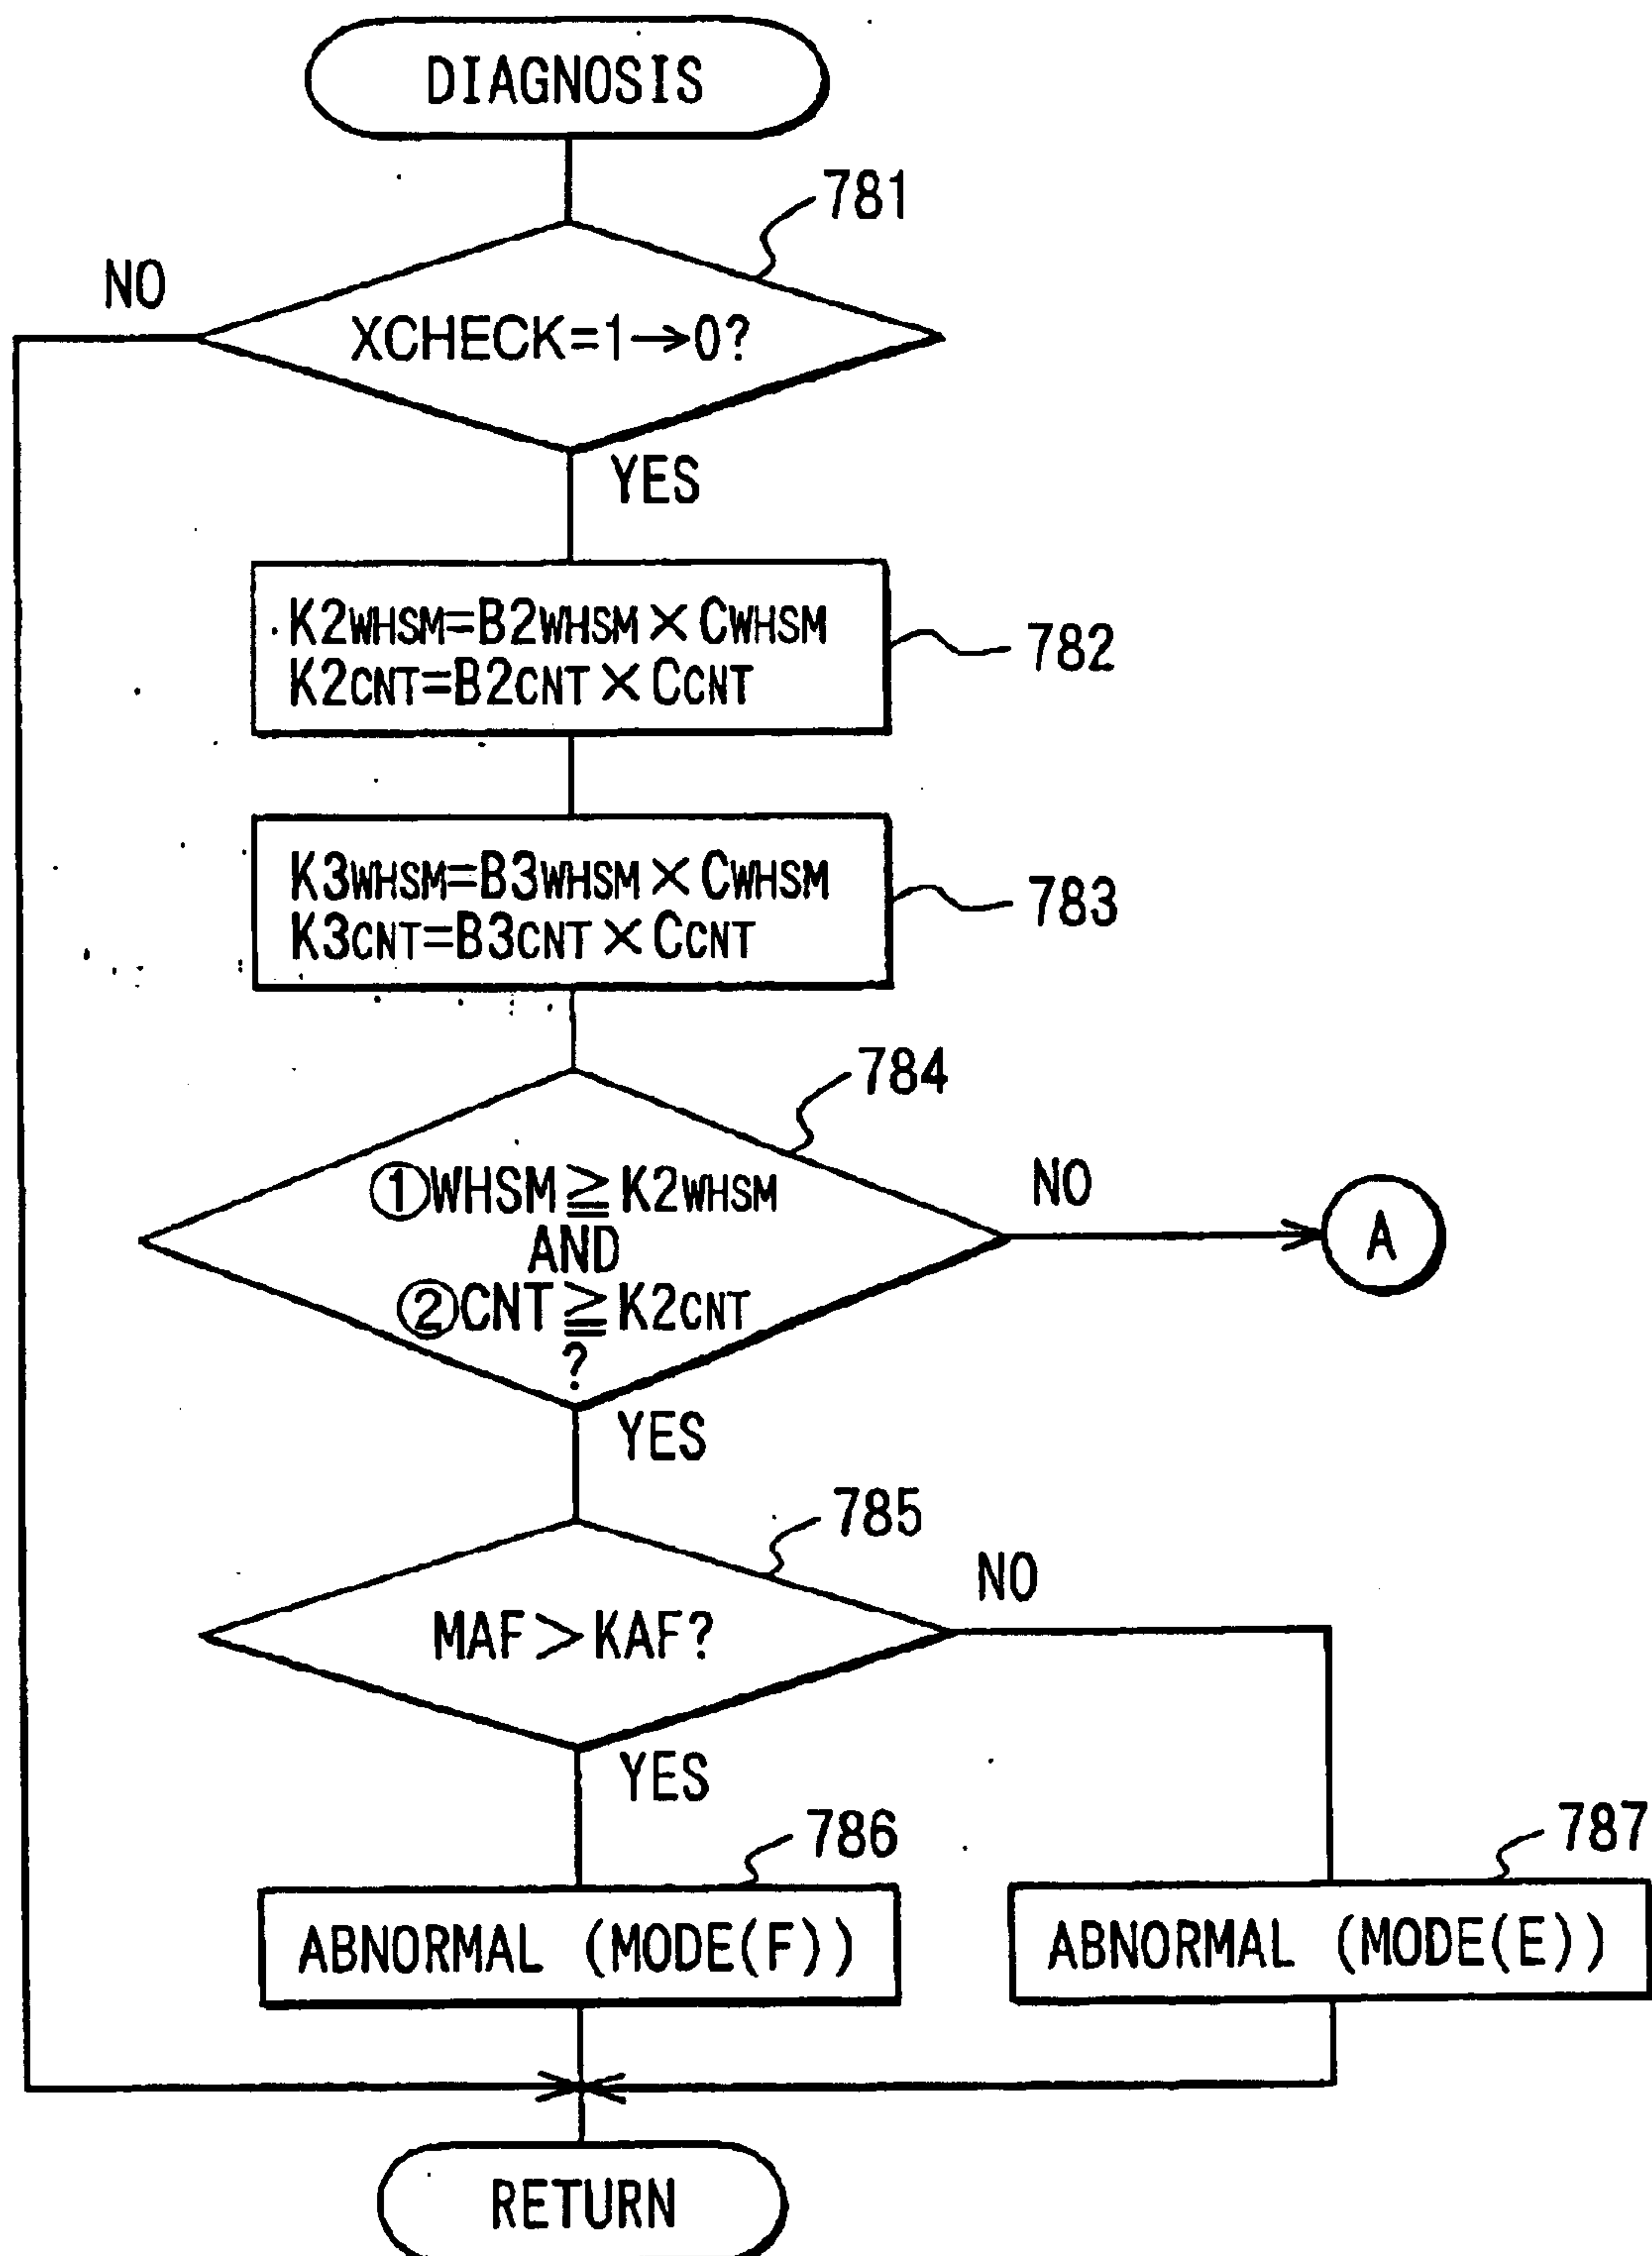 DIAGNOSIS
781
NO
XCHECK=1→0?
YES
K2WHSM=B2WHSM×CWHSM
K2CNT=B2CNT×CCNT
782
K3WHSM=B3WHSM×CWHSM
K3CNT=B3CNT×CCNT
783
784
①WHSM≧K2WHSM
AND
②CNT≧K2CNT
?
NO
A
YES
785
NO
MAF>KAF?
YES
786
787
ABNORMAL (MODE(F))
ABNORMAL (MODE(E))
RETURN